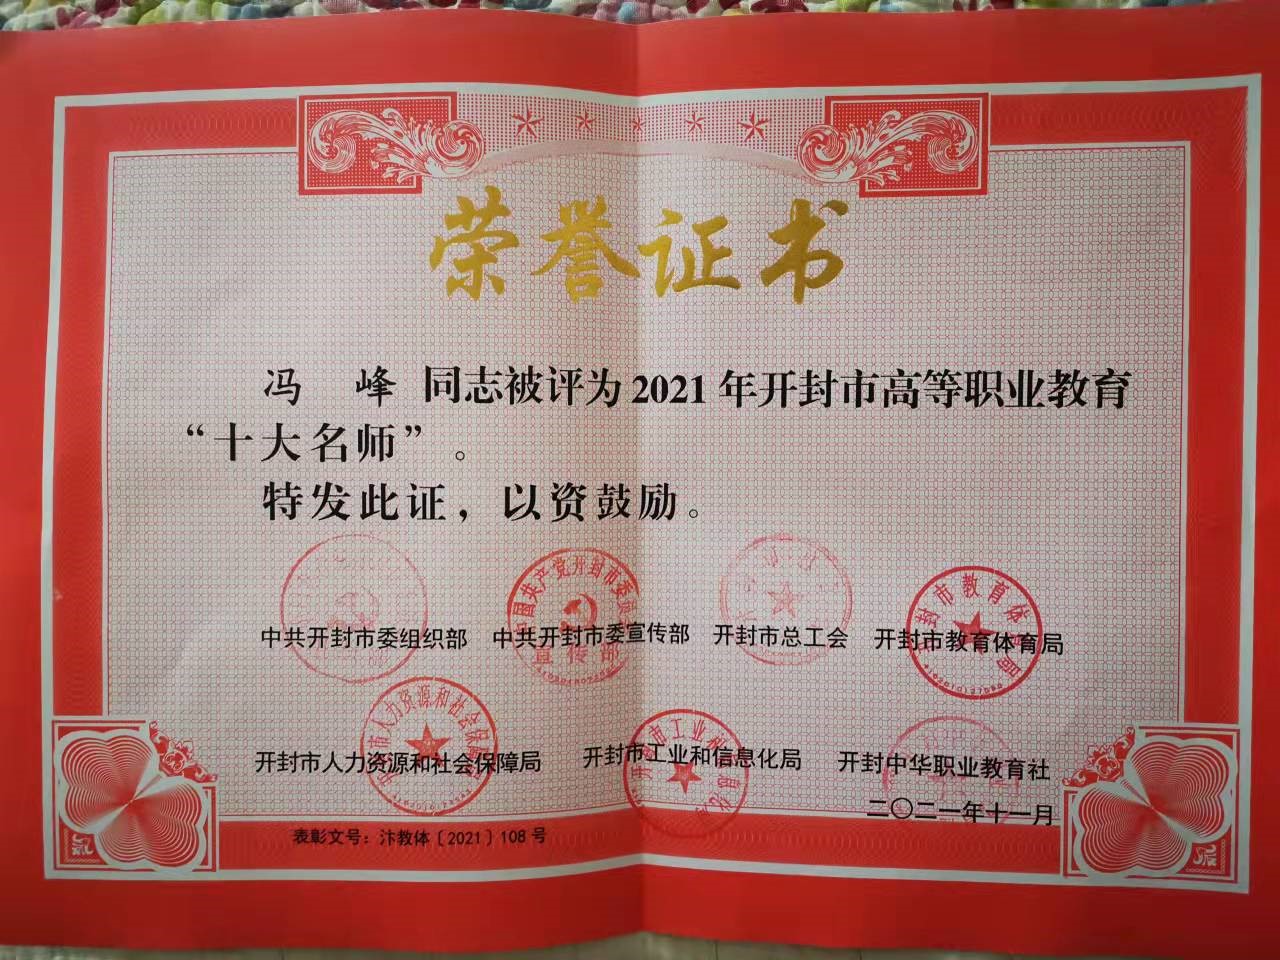 荣誉证书
冯 峰 同志被评为2021年开封市高等职业教育
“十大名师”。
特发此证，以资鼓励。
中共开封市委组织部 中共开封市委宣传部 开封市总工会 开封市教育体育局
开封市人力资源和社会保障局 开封市工业和信息化局 开封中华职业教育社
二〇二一年十一月
表彰文号：汴教体〔2021〕108号